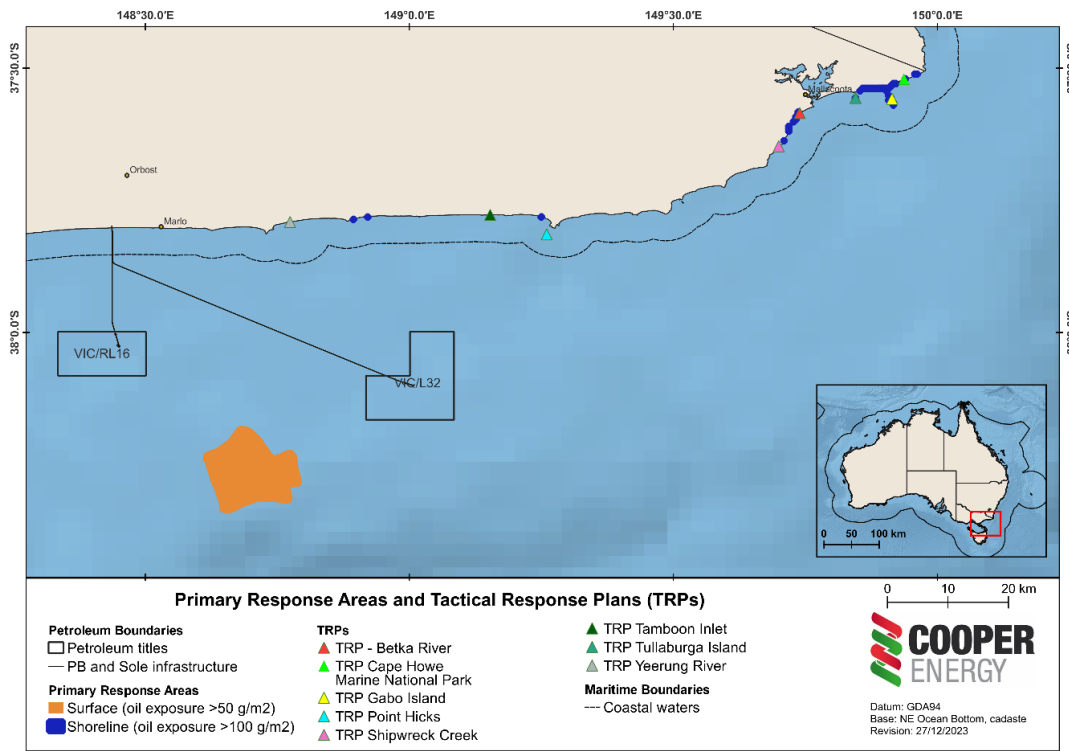 148°30.0'E
149°0.0'E
149°30.0'E
150°0.0'E
37°30.0'S
Mallacoota
Orbost
Marlo
38°0.0'S
VIC/RL16
VIC/L32
0 50 100 km
Primary Response Areas and Tactical Response Plans (TRPs)
0 10 20 km
Petroleum Boundaries
Petroleum titles
PB and Sole infrastructure
Primary Response Areas
Surface (oil exposure >50 g/m2)
Shoreline (oil exposure >100 g/m2)
TRPs
TRP - Betka River
TRP Cape Howe
Marine National Park
TRP Gabo Island
TRP Point Hicks
TRP Shipwreck Creek
TRP Tamboon Inlet
TRP Tullaburga Island
TRP Yeerung River
Maritime Boundaries
Coastal waters
COOPER
ENERGY
Datum: GDA94
Base: NE Ocean Bottom, cadaste
Revision: 27/12/2023